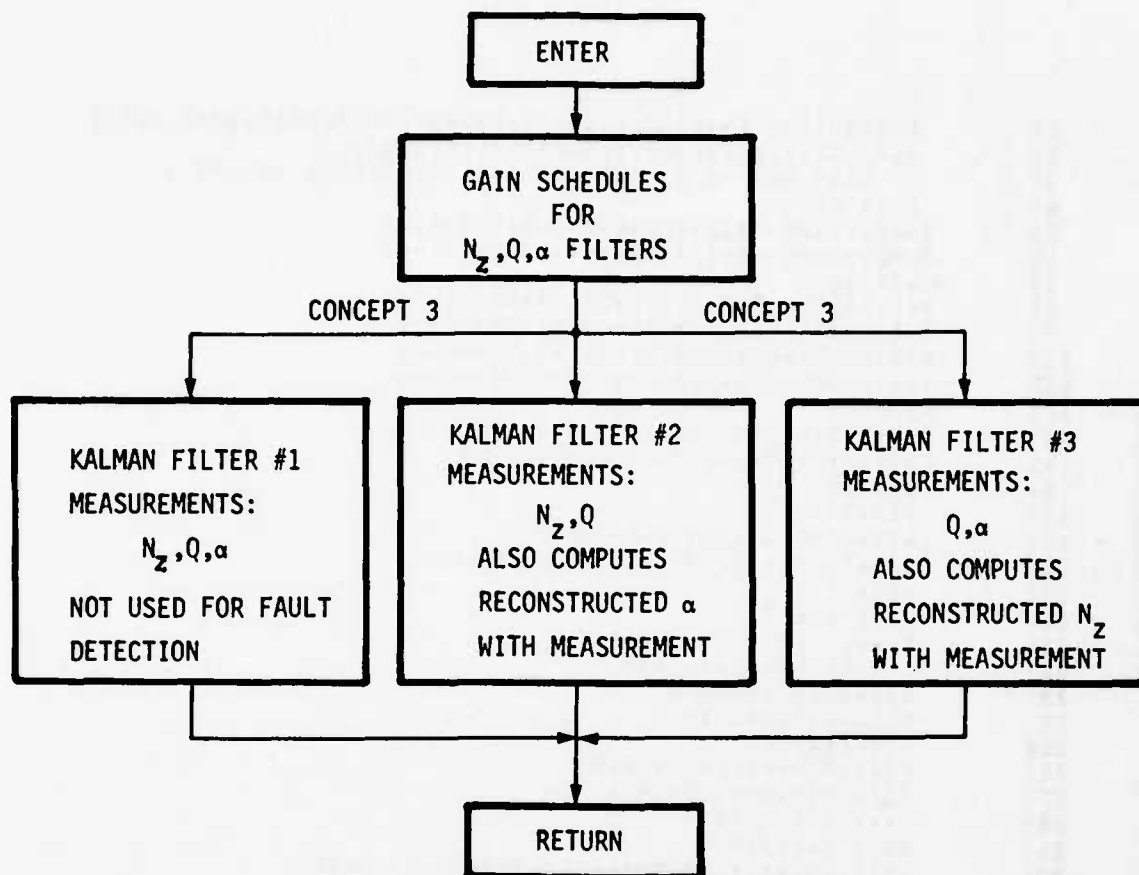 ENTER
GAIN SCHEDULES
FOR
N_z,Q,α FILTERS
CONCEPT 3
CONCEPT 3
KALMAN FILTER #1
MEASUREMENTS:
N_z,Q,α
NOT USED FOR FAULT
DETECTION
KALMAN FILTER #2
MEASUREMENTS:
N_z,Q
ALSO COMPUTES
RECONSTRUCTED α
WITH MEASUREMENT
KALMAN FILTER #3
MEASUREMENTS:
Q,α
ALSO COMPUTES
RECONSTRUCTED N_z
WITH MEASUREMENT
RETURN